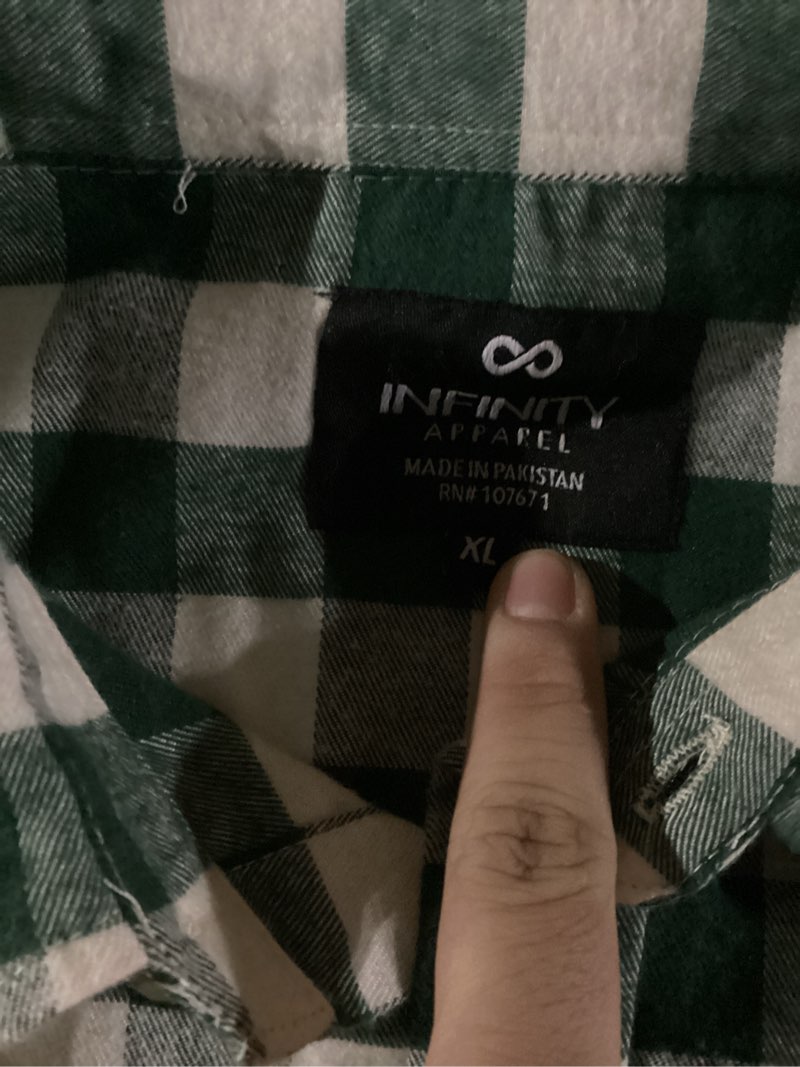 INFINITY
APPAREL
MADE IN PAKISTAN
RN# 107671
XL